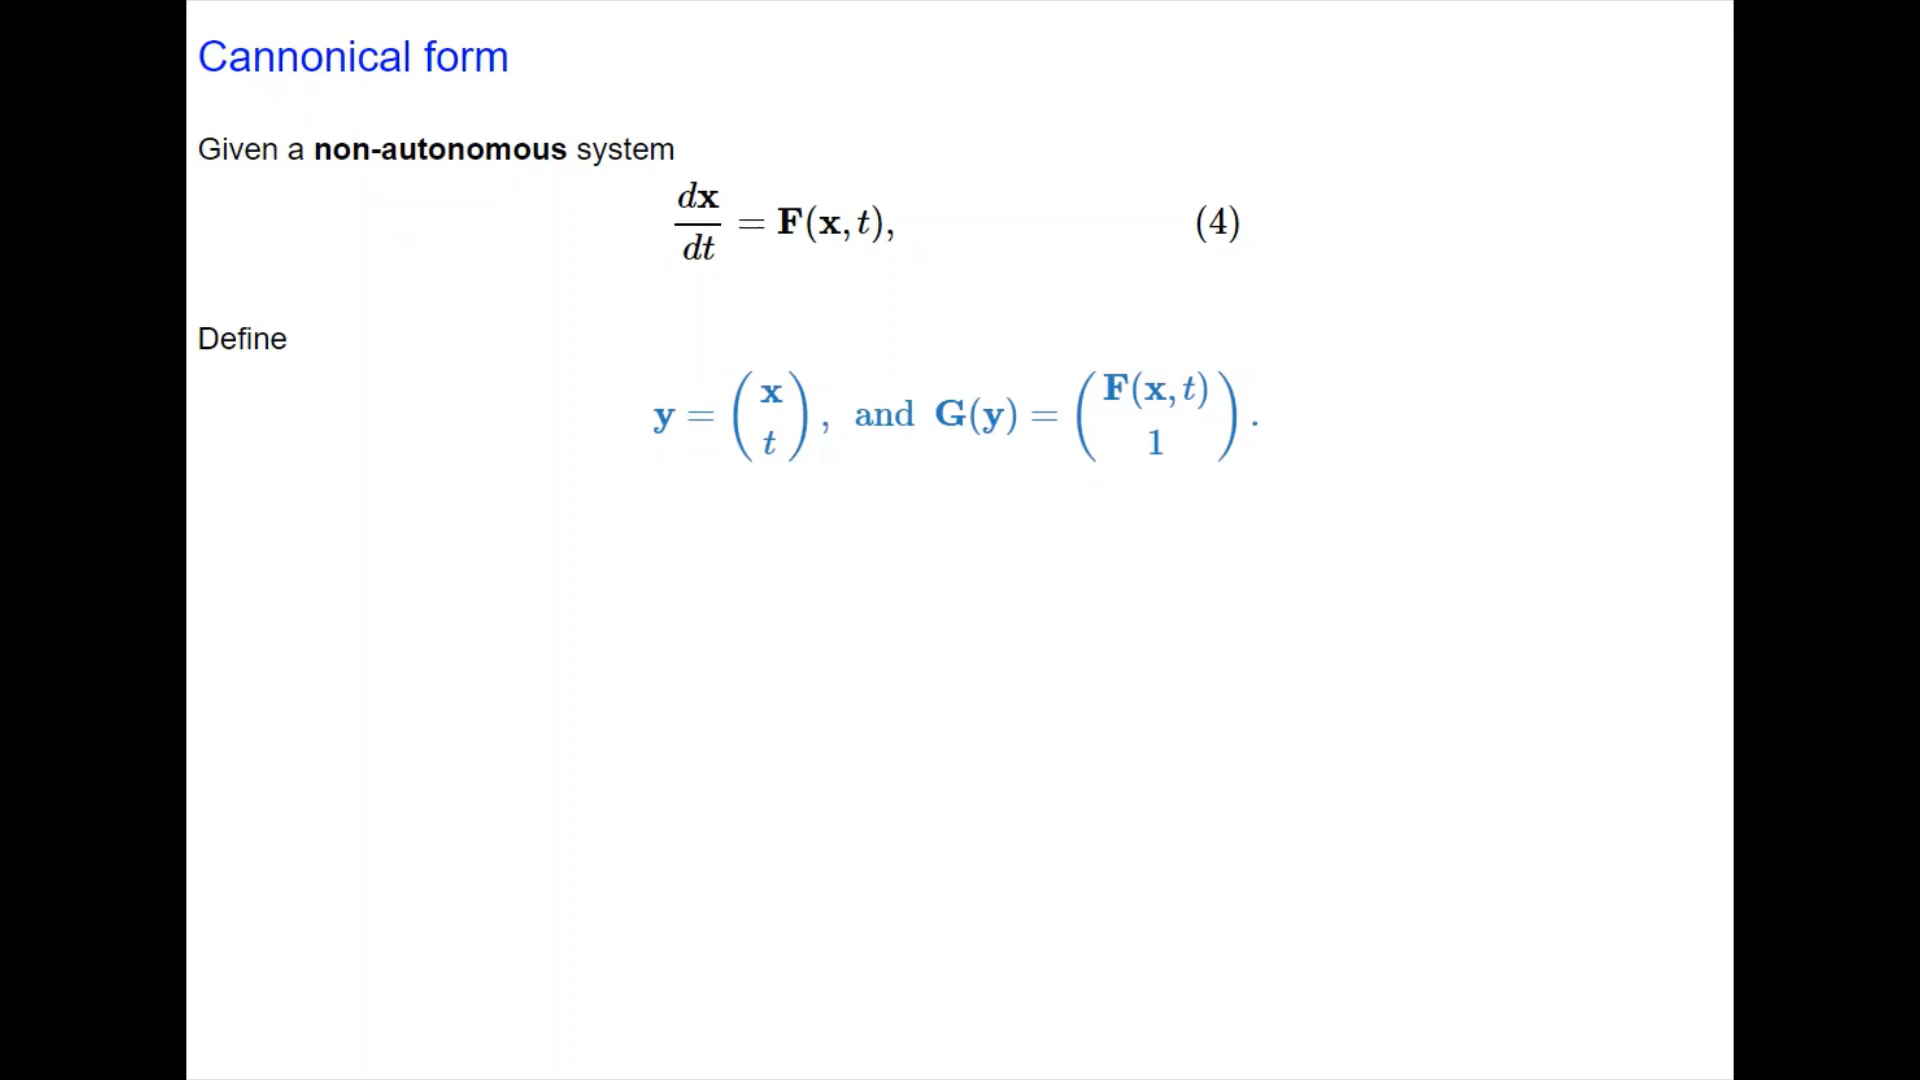 Cannonical form
Given a non-autonomous system
d𝐱/dt = 𝐅(𝐱, t), (4)
Define
𝐲 = (𝐱 t), and 𝐆(𝐲) = (𝐅(𝐱, t) 1).